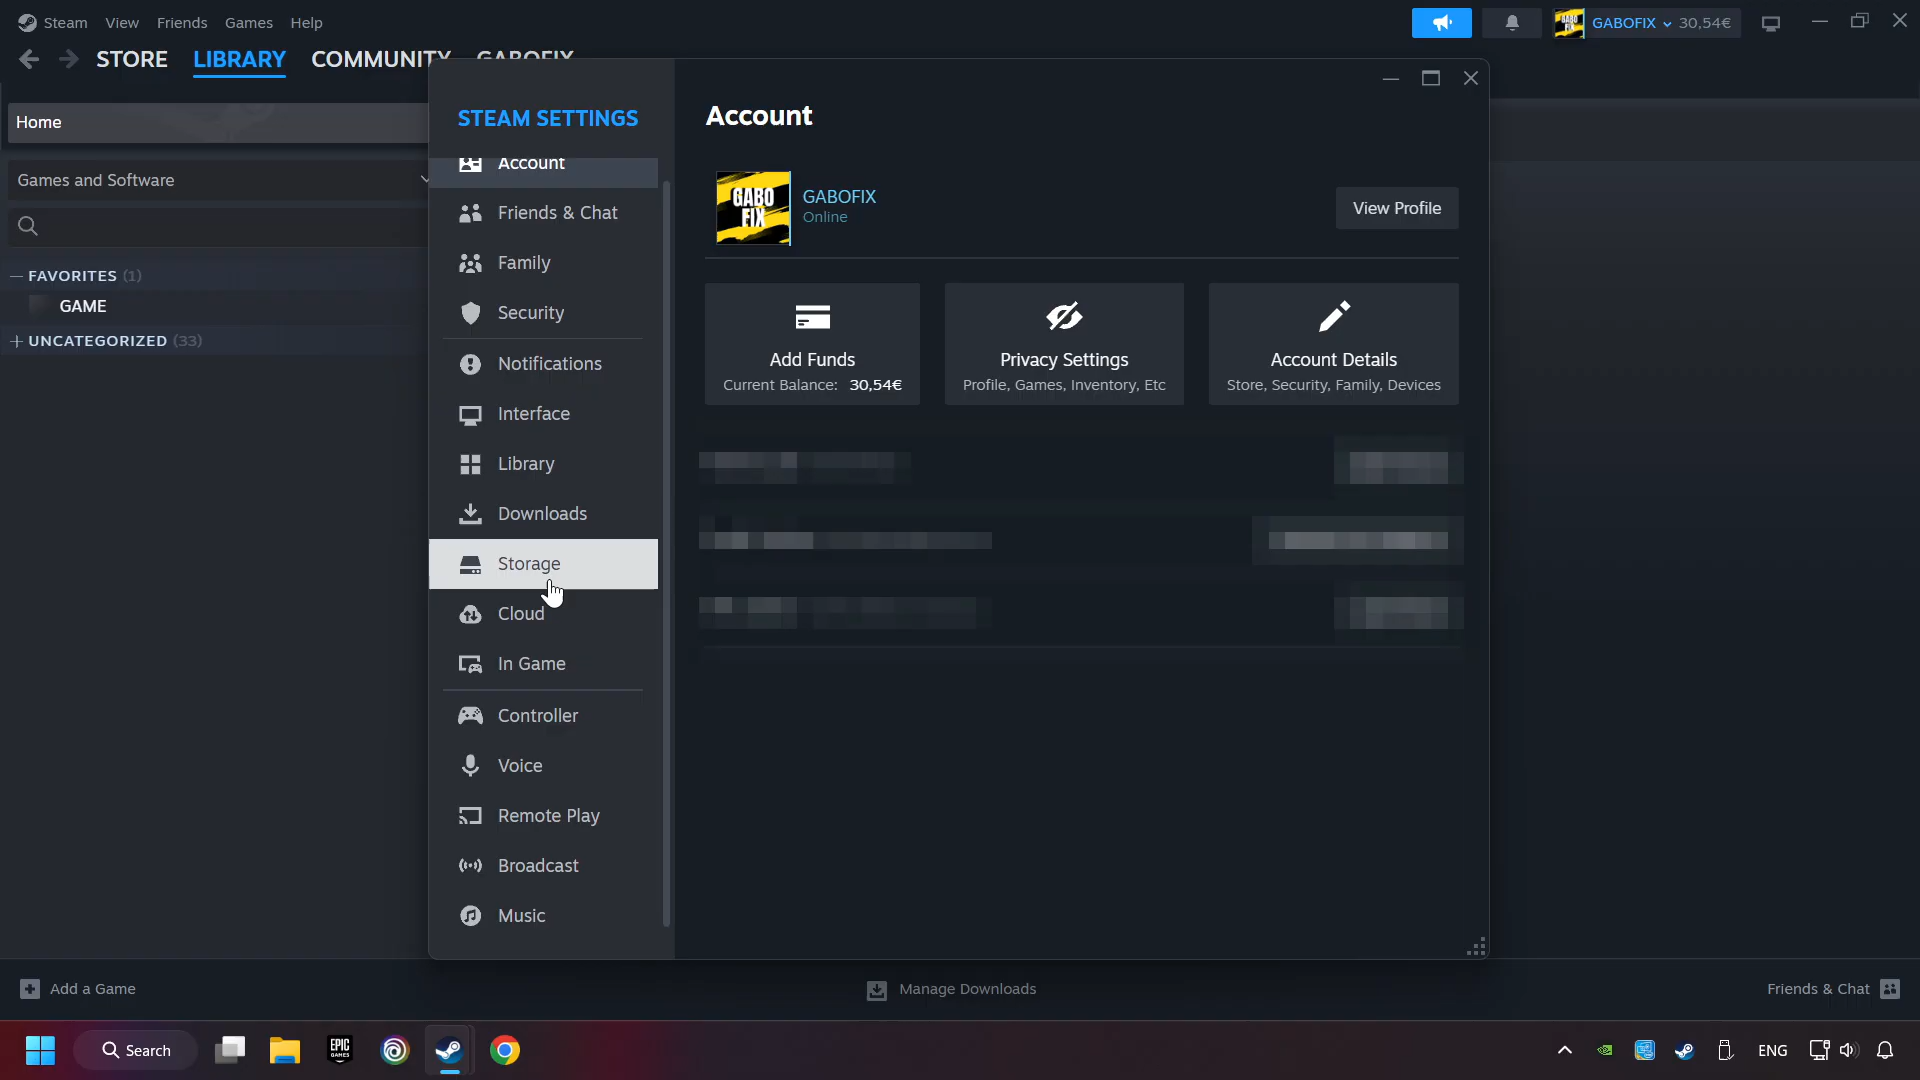 Steam View Friends Games Help
GABOFIX 30,54€
STORE LIBRARY COMMUNITY GABOFIX
Home
Games and Software
FAVORITES (1)
GAME
UNCATEGORIZED (33)
STEAM SETTINGS
Account
Friends & Chat
Family
Security
Notifications
Interface
Library
Downloads
Storage
Cloud
In Game
Controller
Voice
Remote Play
Broadcast
Music
Account
GABO
FIX
GABOFIX
Online
View Profile
Add Funds
Current Balance: 30,54€
Privacy Settings
Profile, Games, Inventory, Etc
Account Details
Store, Security, Family, Devices
Add a Game
Manage Downloads
Friends & Chat
Search
EPIC
GAMES
ENG